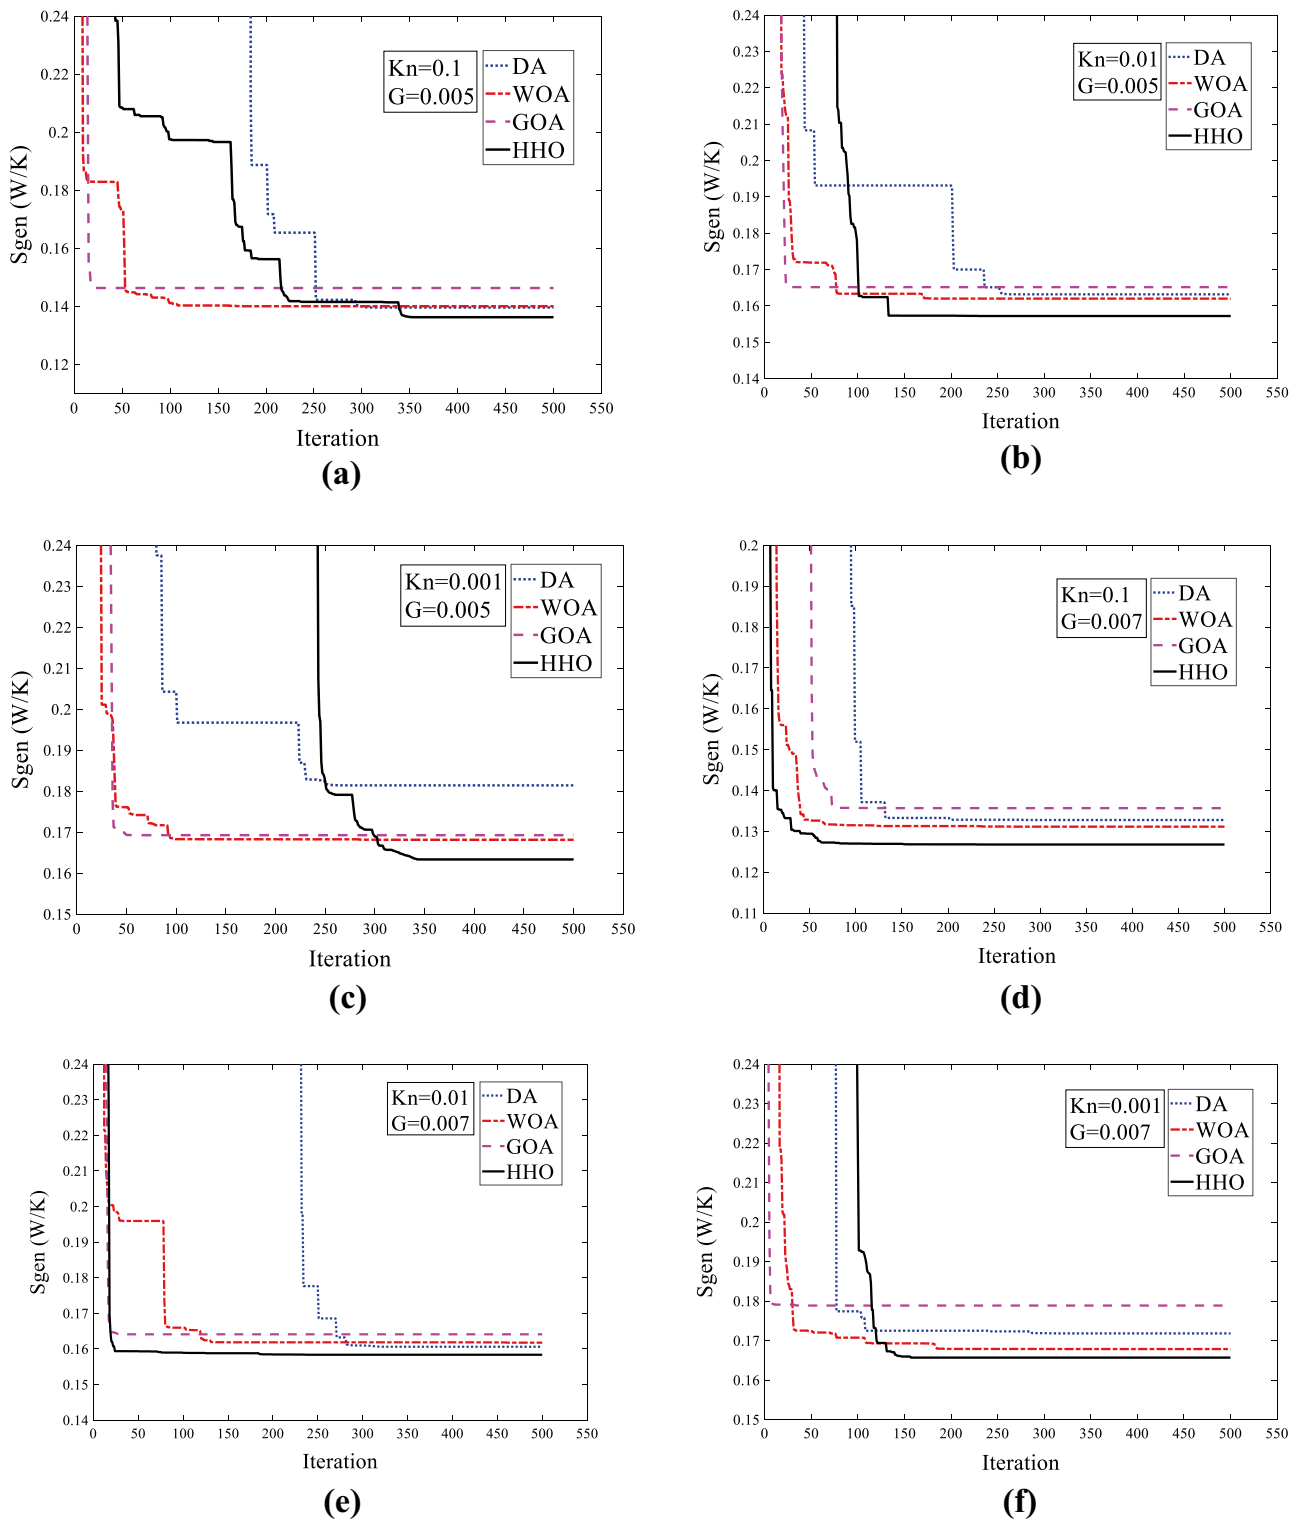 0.24
0.22
0.2
0.18
0.16
0.14
0.12
Sgen (W/K)
Kn=0.1
G=0.005
DA
WOA
GOA
HHO
0 50 100 150 200 250 300 350 400 450 500 550
Iteration
(a)
0.24
0.23
0.22
0.21
0.2
0.19
0.18
0.17
0.16
0.15
0.14
Sgen (W/K)
Kn=0.01
G=0.005
DA
WOA
GOA
HHO
0 50 100 150 200 250 300 350 400 450 500 550
Iteration
(b)
0.24
0.23
0.22
0.21
0.2
0.19
0.18
0.17
0.16
0.15
Sgen (W/K)
Kn=0.001
G=0.005
DA
WOA
GOA
HHO
0 50 100 150 200 250 300 350 400 450 500 550
Iteration
(c)
0.2
0.19
0.18
0.17
0.16
0.15
0.14
0.13
0.12
0.11
Sgen (W/K)
Kn=0.1
G=0.007
DA
WOA
GOA
HHO
0 50 100 150 200 250 300 350 400 450 500 550
Iteration
(d)
0.24
0.23
0.22
0.21
0.2
0.19
0.18
0.17
0.16
0.15
0.14
Sgen (W/K)
Kn=0.01
G=0.007
DA
WOA
GOA
HHO
0 50 100 150 200 250 300 350 400 450 500 550
Iteration
(e)
0.24
0.23
0.22
0.21
0.2
0.19
0.18
0.17
0.16
0.15
Sgen (W/K)
Kn=0.001
G=0.007
DA
WOA
GOA
HHO
0 50 100 150 200 250 300 350 400 450 500 550
Iteration
(f)